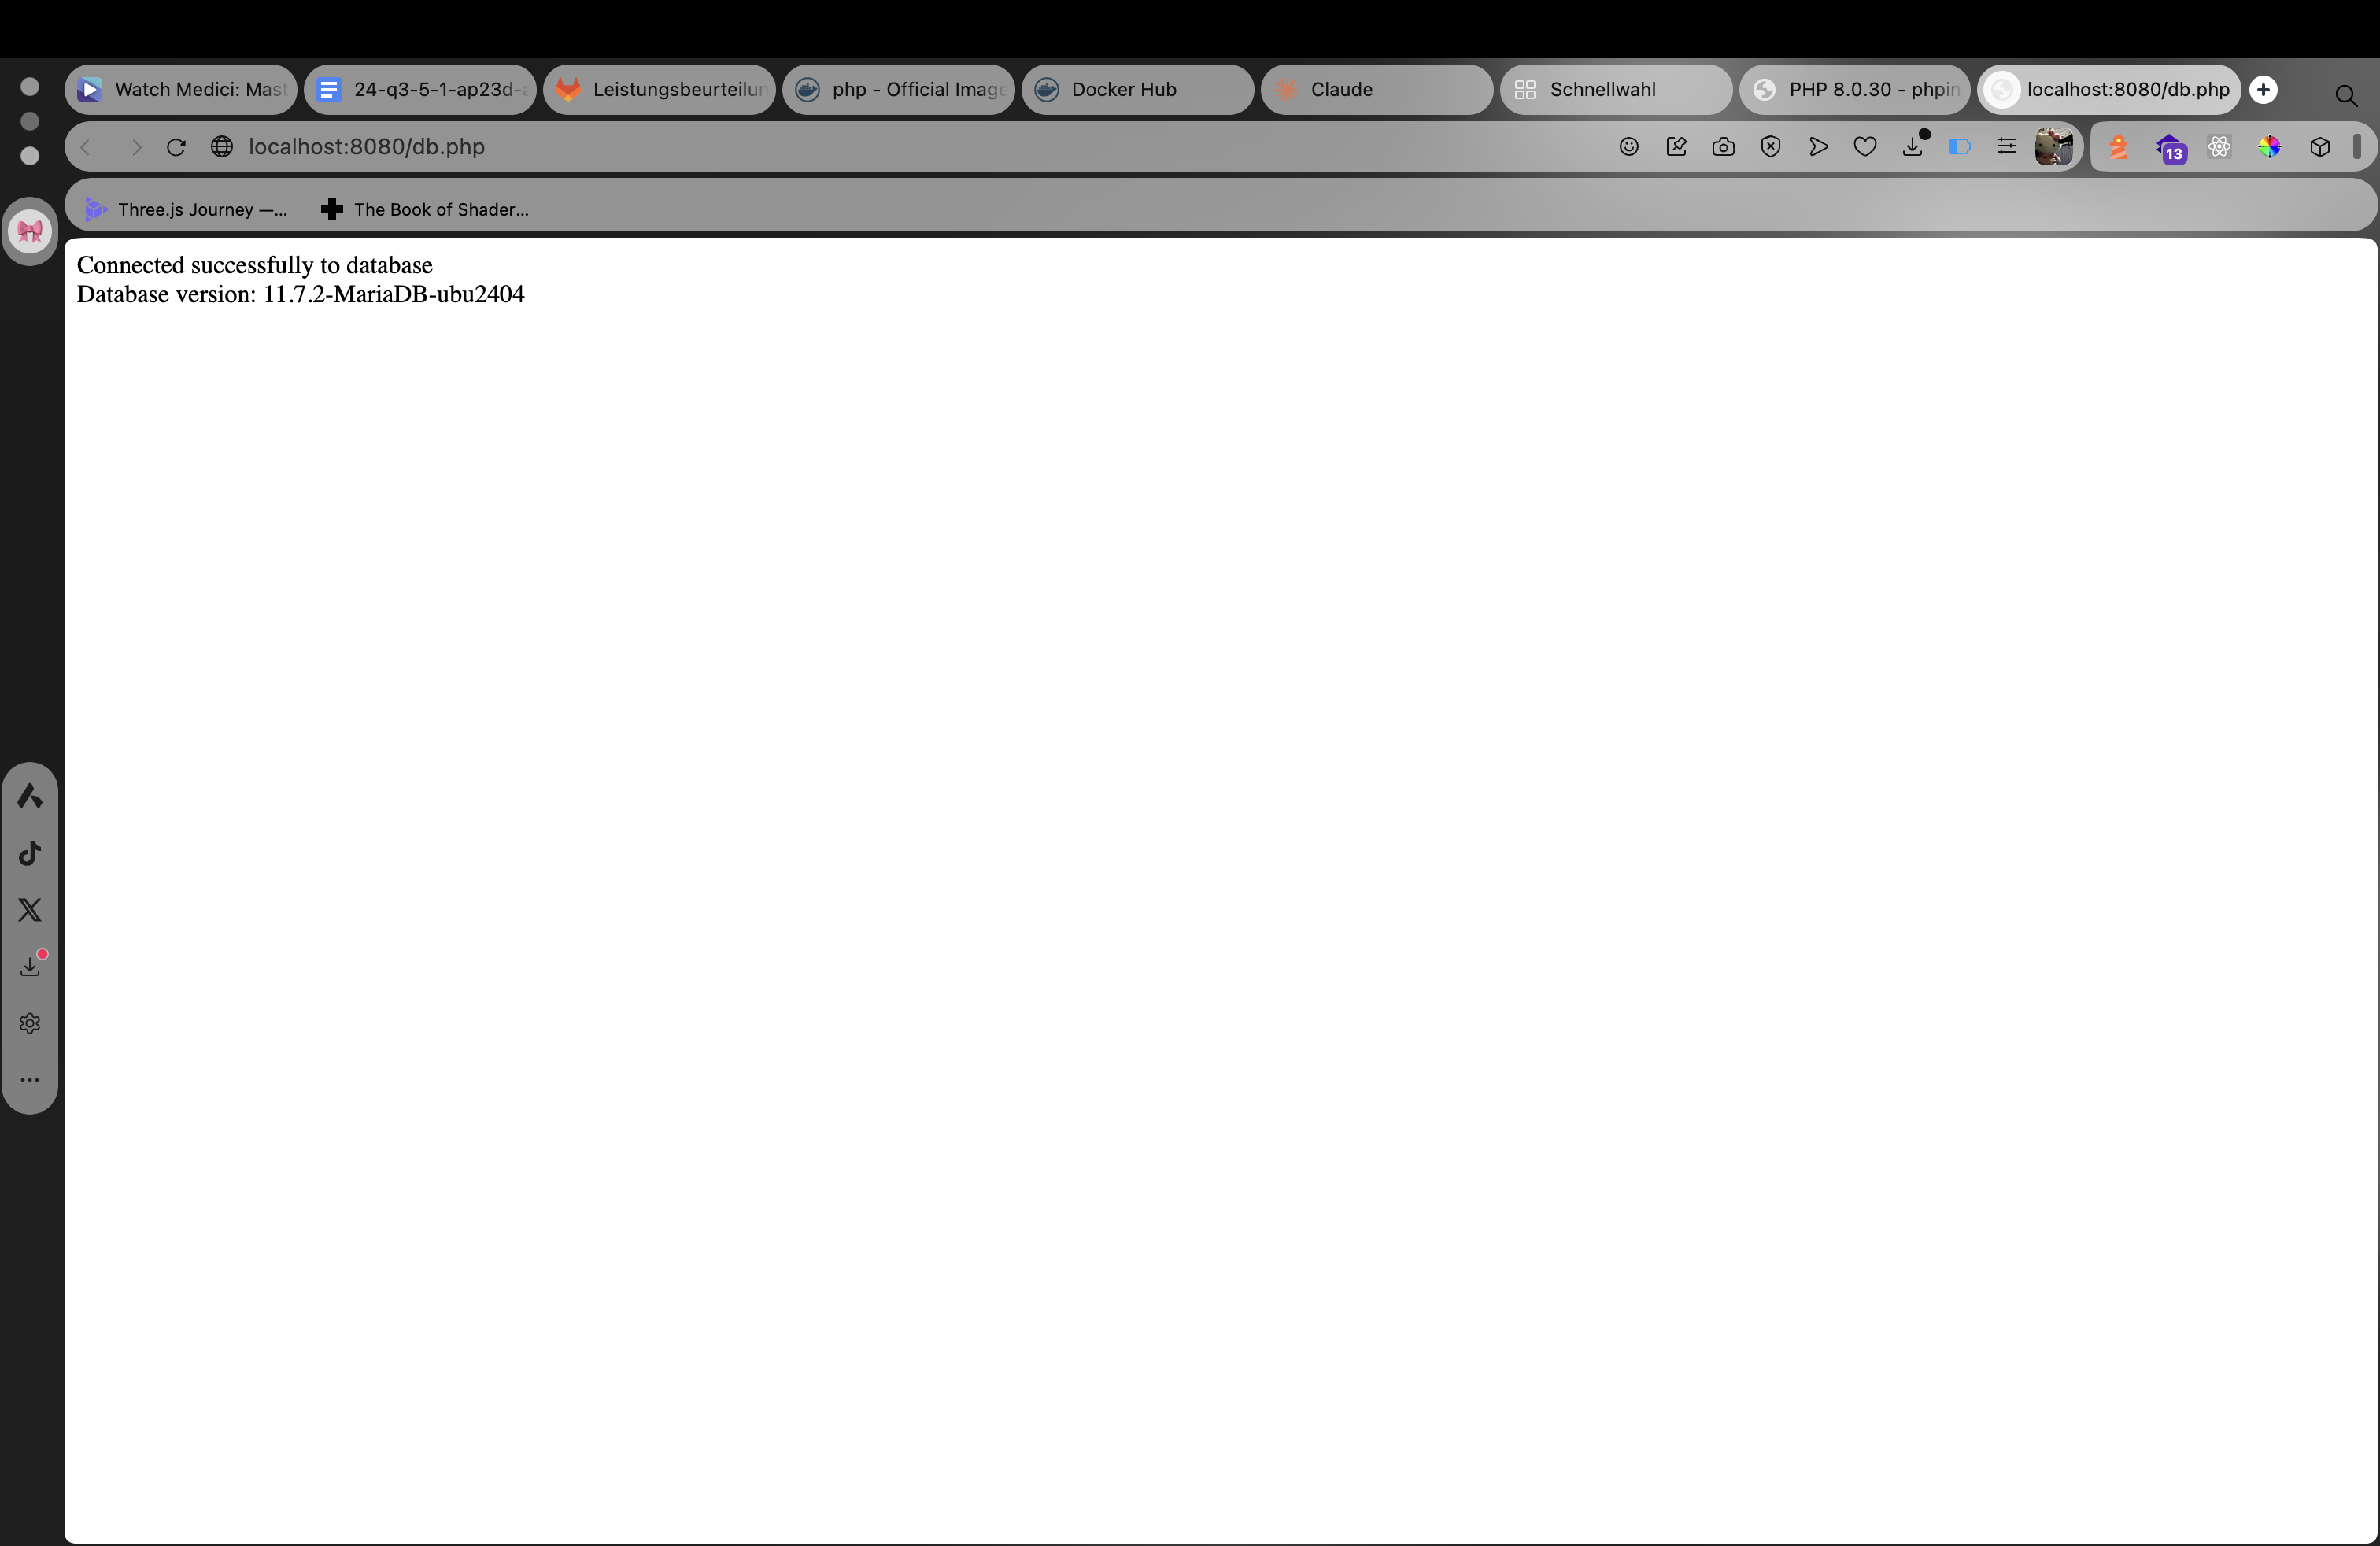 Watch Medici: Mast
24-q3-5-1-ap23d-a
Leistungsbeurteilun
php - Official Image
Docker Hub
Claude
Schnellwahl
PHP 8.0.30 - phpin
localhost:8080/db.php
localhost:8080/db.php
13
Three.js Journey —...
The Book of Shader...
Connected successfully to database
Database version: 11.7.2-MariaDB-ubu2404